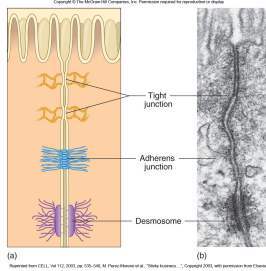 Copyright © The McGraw-Hill Companies, Inc. Permission required for reproduction or display
Tight
junction
Adherens
junction
Desmosome
(a)
(b)
Reprinted from CELL, Vol 112, 2003, pp. 535-548, M. Perez-Moreno et al., "Sticky business...", Copyright 2003, with permission from Elsevier